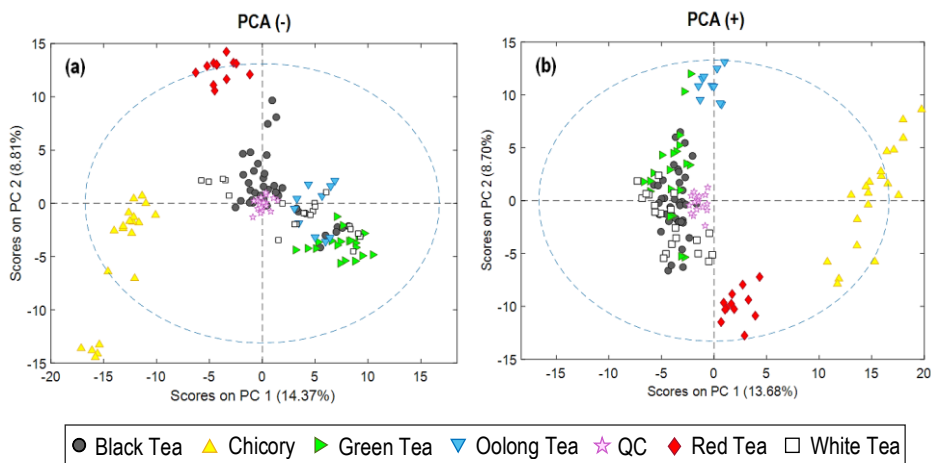 PCA (-)
(a)
15
10
5
0
-5
-10
-15
-20
-15
-10
-5
0
5
10
15
Scores on PC 2 (8.81%)
Scores on PC 1 (14.37%)
PCA (+)
(b)
15
10
5
0
-5
-10
-15
-15
-10
-5
0
5
10
15
20
Scores on PC 2 (8.70%)
Scores on PC 1 (13.68%)
Black Tea
Chicory
Green Tea
Oolong Tea
QC
Red Tea
White Tea